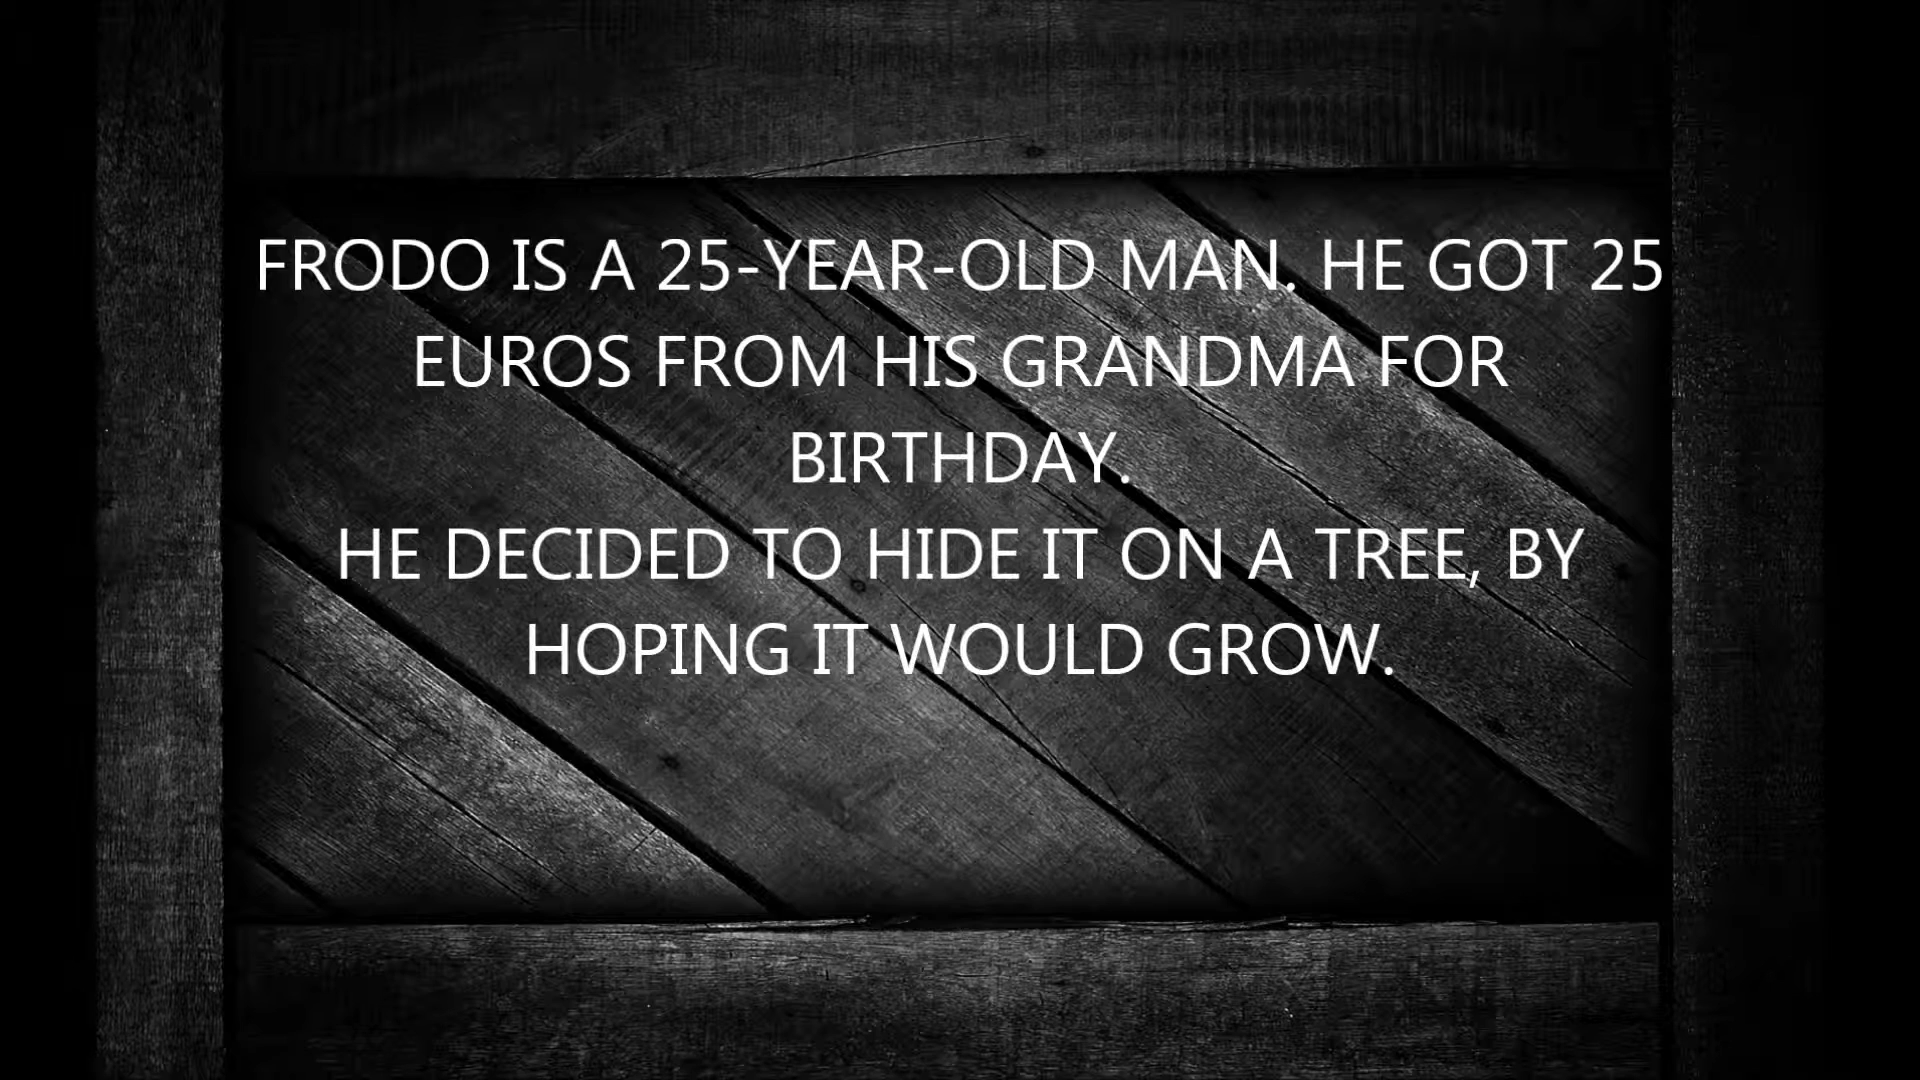 FRODO IS A 25-YEAR-OLD MAN. HE GOT 25
EUROS FROM HIS GRANDMA FOR
BIRTHDAY.
HE DECIDED TO HIDE IT ON A TREE, BY
HOPING IT WOULD GROW.